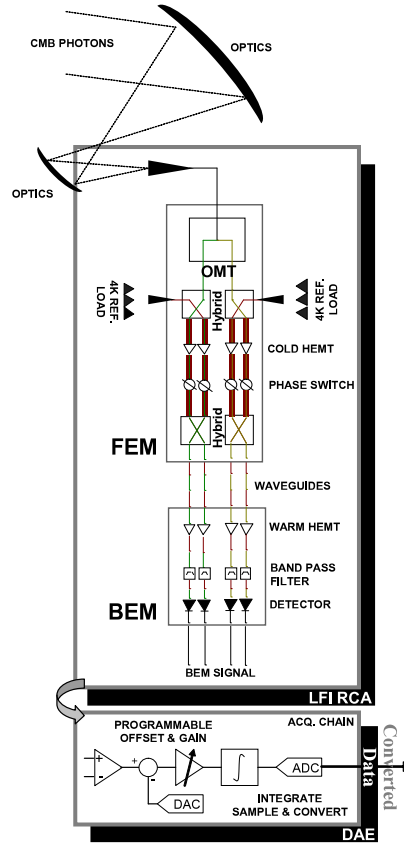 CMB PHOTONS
OPTICS
OPTICS
OMT
4K REF.
LOAD
Hybrid
4K REF.
LOAD
COLD HEMT
PHASE SWITCH
Hybrid
FEM
WAVEGUIDES
WARM HEMT
BAND PASS
FILTER
DETECTOR
BEM
BEM SIGNAL
LFI RCA
ACQ. CHAIN
PROGRAMMABLE
OFFSET & GAIN
+
-
+
-
∫
ADC
DAC
INTEGRATE
SAMPLE & CONVERT
Converted
Data
DAE